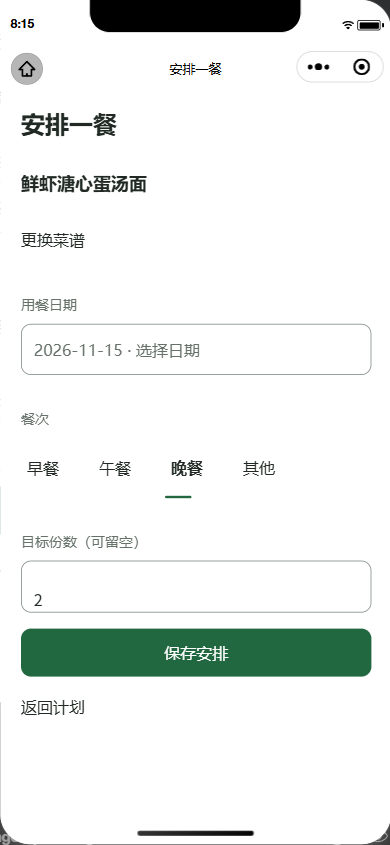 8:15
安排一餐
安排一餐
鲜虾溏心蛋汤面
更换菜谱
用餐日期
2026-11-15 · 选择日期
餐次
早餐 午餐 晚餐 其他
目标份数（可留空）
2
保存安排
返回计划